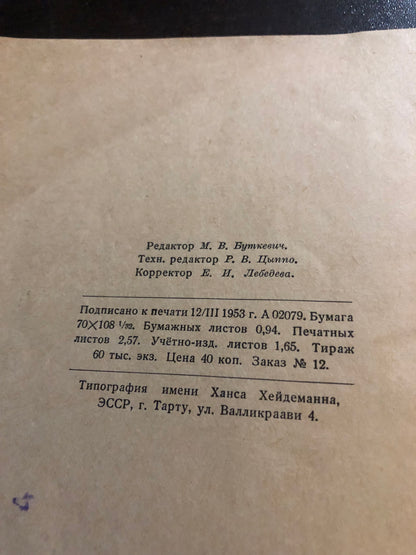 Редактор М. В. Буткевич.
Техн. редактор Р. В. Цыппо.
Корректор Е. И. Лебедева.
Подписано к печати 12/III 1953 г. А 02079. Бумага
70×108 1/32. Бумажных листов 0,94. Печатных
листов 2,57. Учётно-изд. листов 1,65. Тираж
60 тыс. экз. Цена 40 коп. Заказ № 12.
Типография имени Ханса Хейдеманна,
ЭССР, г. Тарту, ул. Валликраави 4.